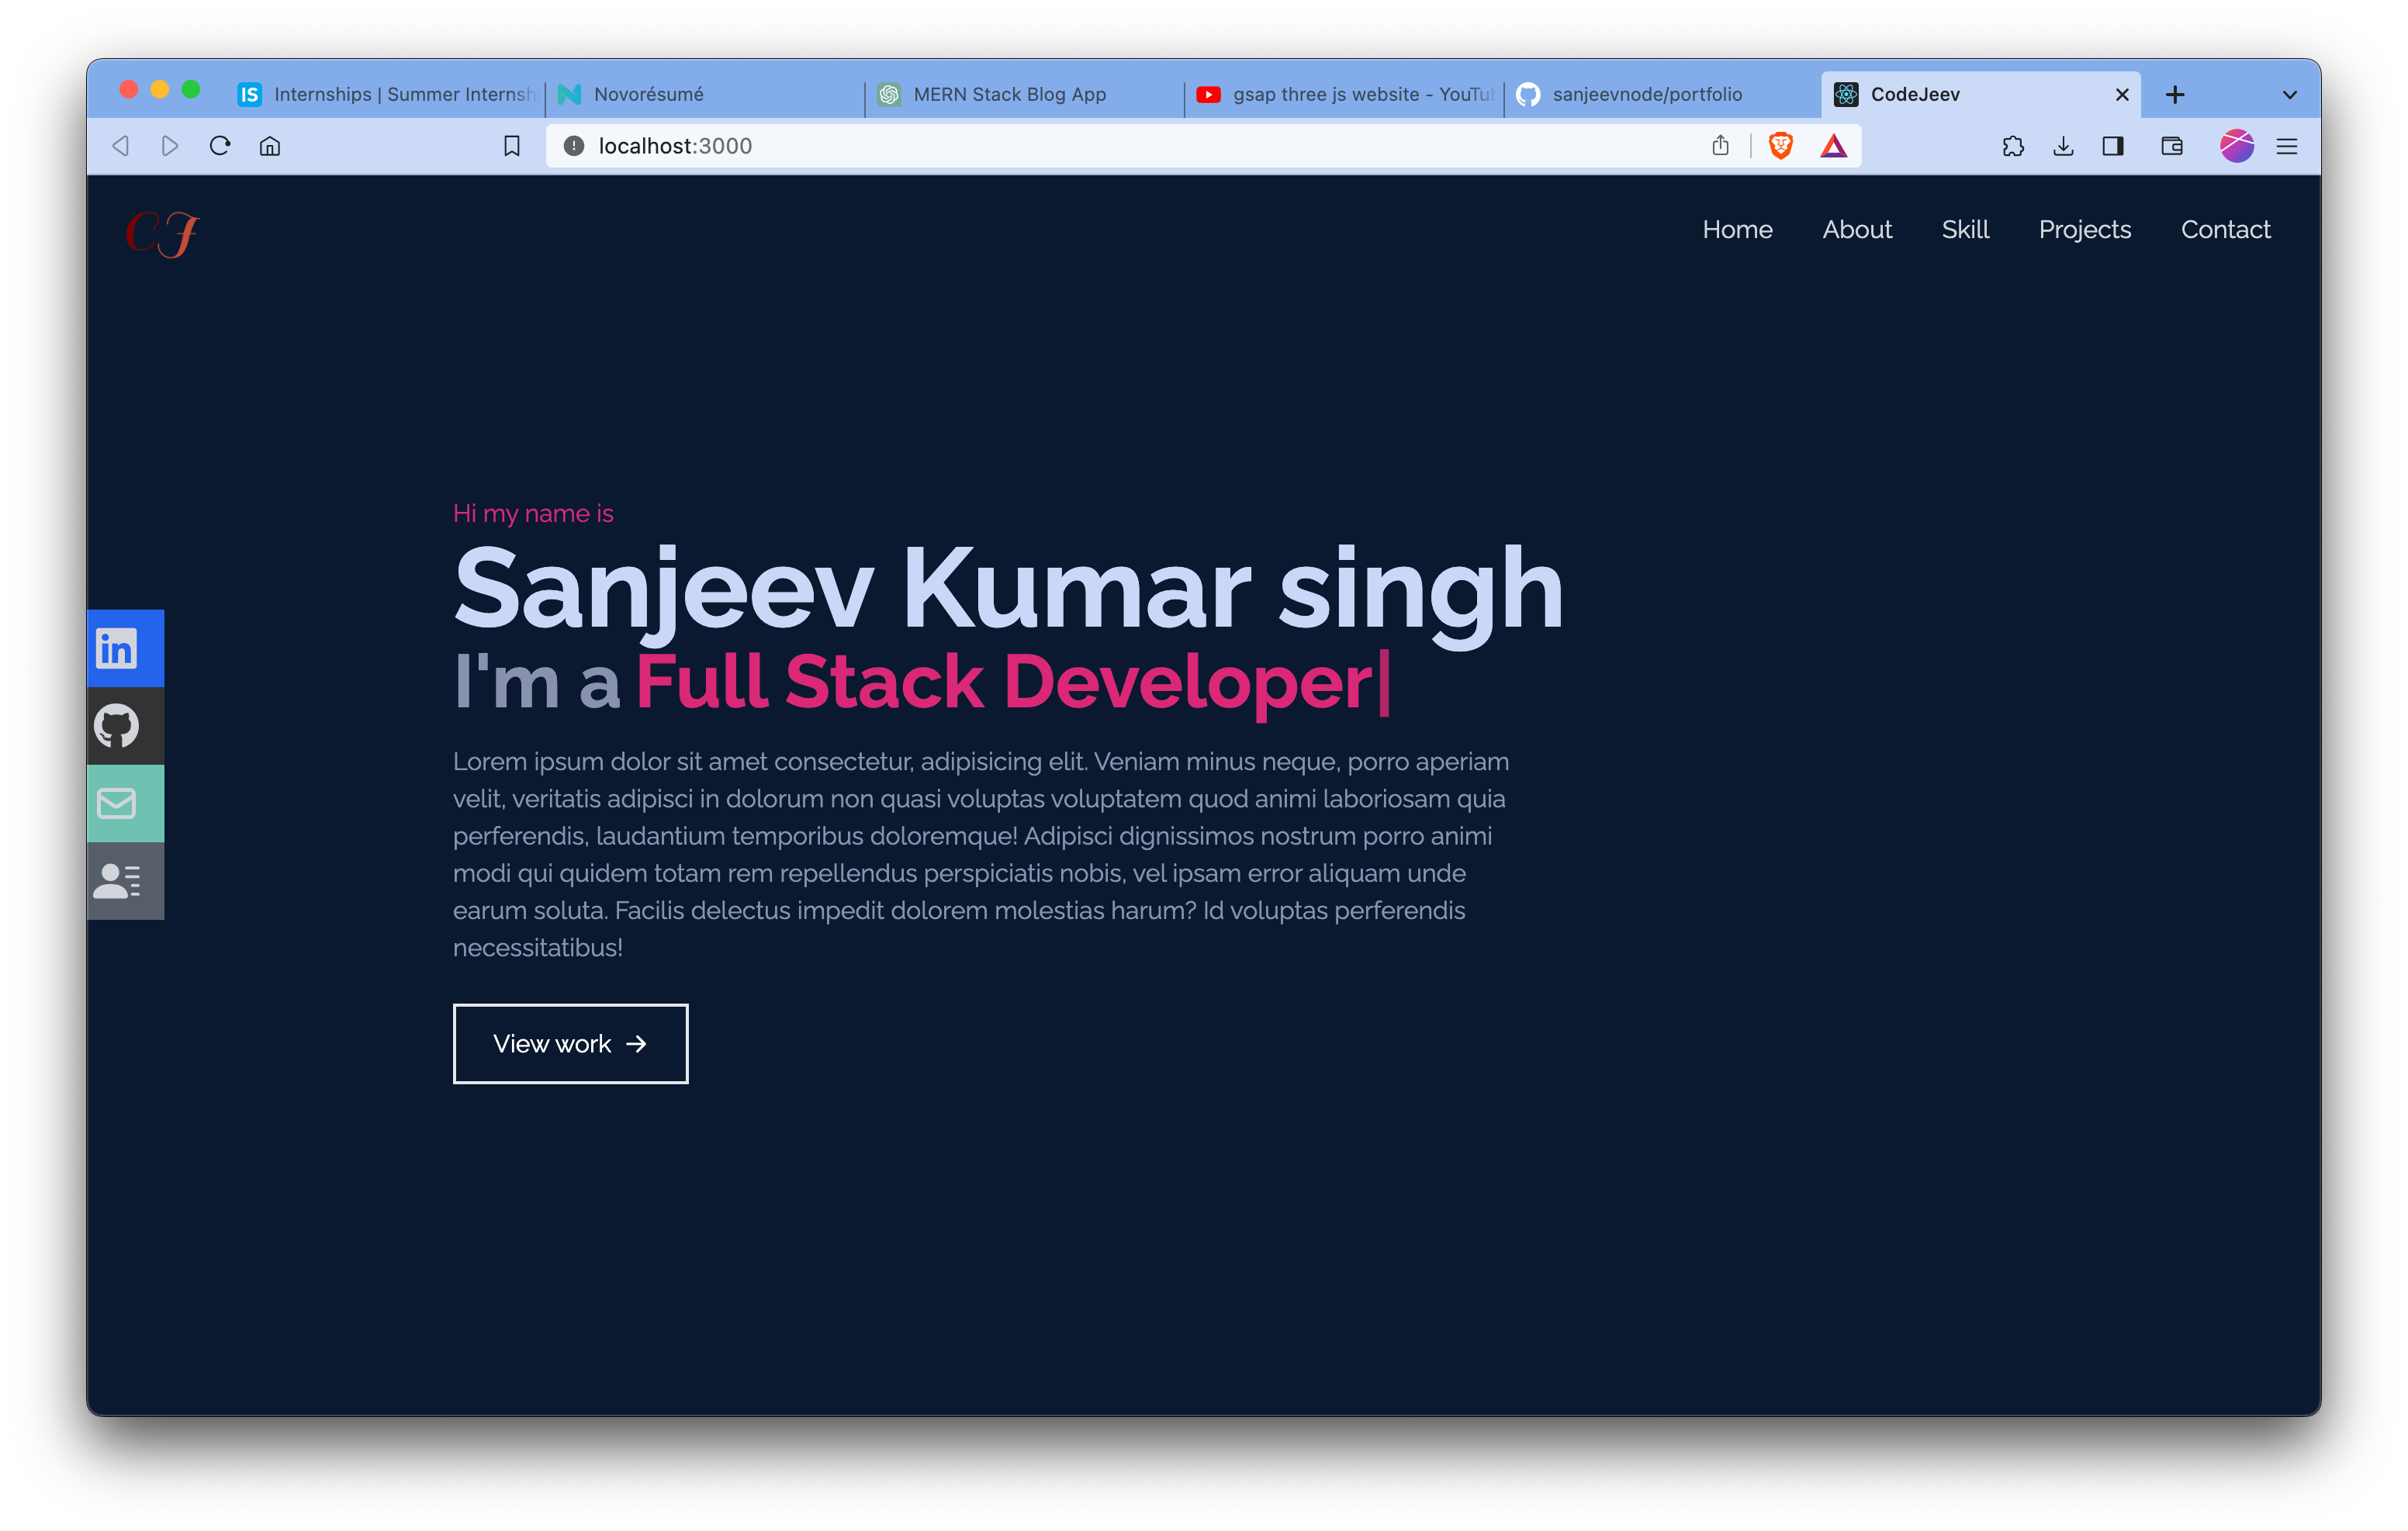 IS Internships | Summer Internsh
Novorésumé
MERN Stack Blog App
gsap three js website - YouTub
sanjeevnode/portfolio
CodeJeev
localhost:3000
CJ
Home About Skill Projects Contact
Hi my name is
Sanjeev Kumar singh
I'm a Full Stack Developer|
in
Lorem ipsum dolor sit amet consectetur, adipisicing elit. Veniam minus neque, porro aperiam
velit, veritatis adipisci in dolorum non quasi voluptas voluptatem quod animi laboriosam quia
perferendis, laudantium temporibus doloremque! Adipisci dignissimos nostrum porro animi
modi qui quidem totam rem repellendus perspiciatis nobis, vel ipsam error aliquam unde
earum soluta. Facilis delectus impedit dolorem molestias harum? Id voluptas perferendis
necessitatibus!
View work →